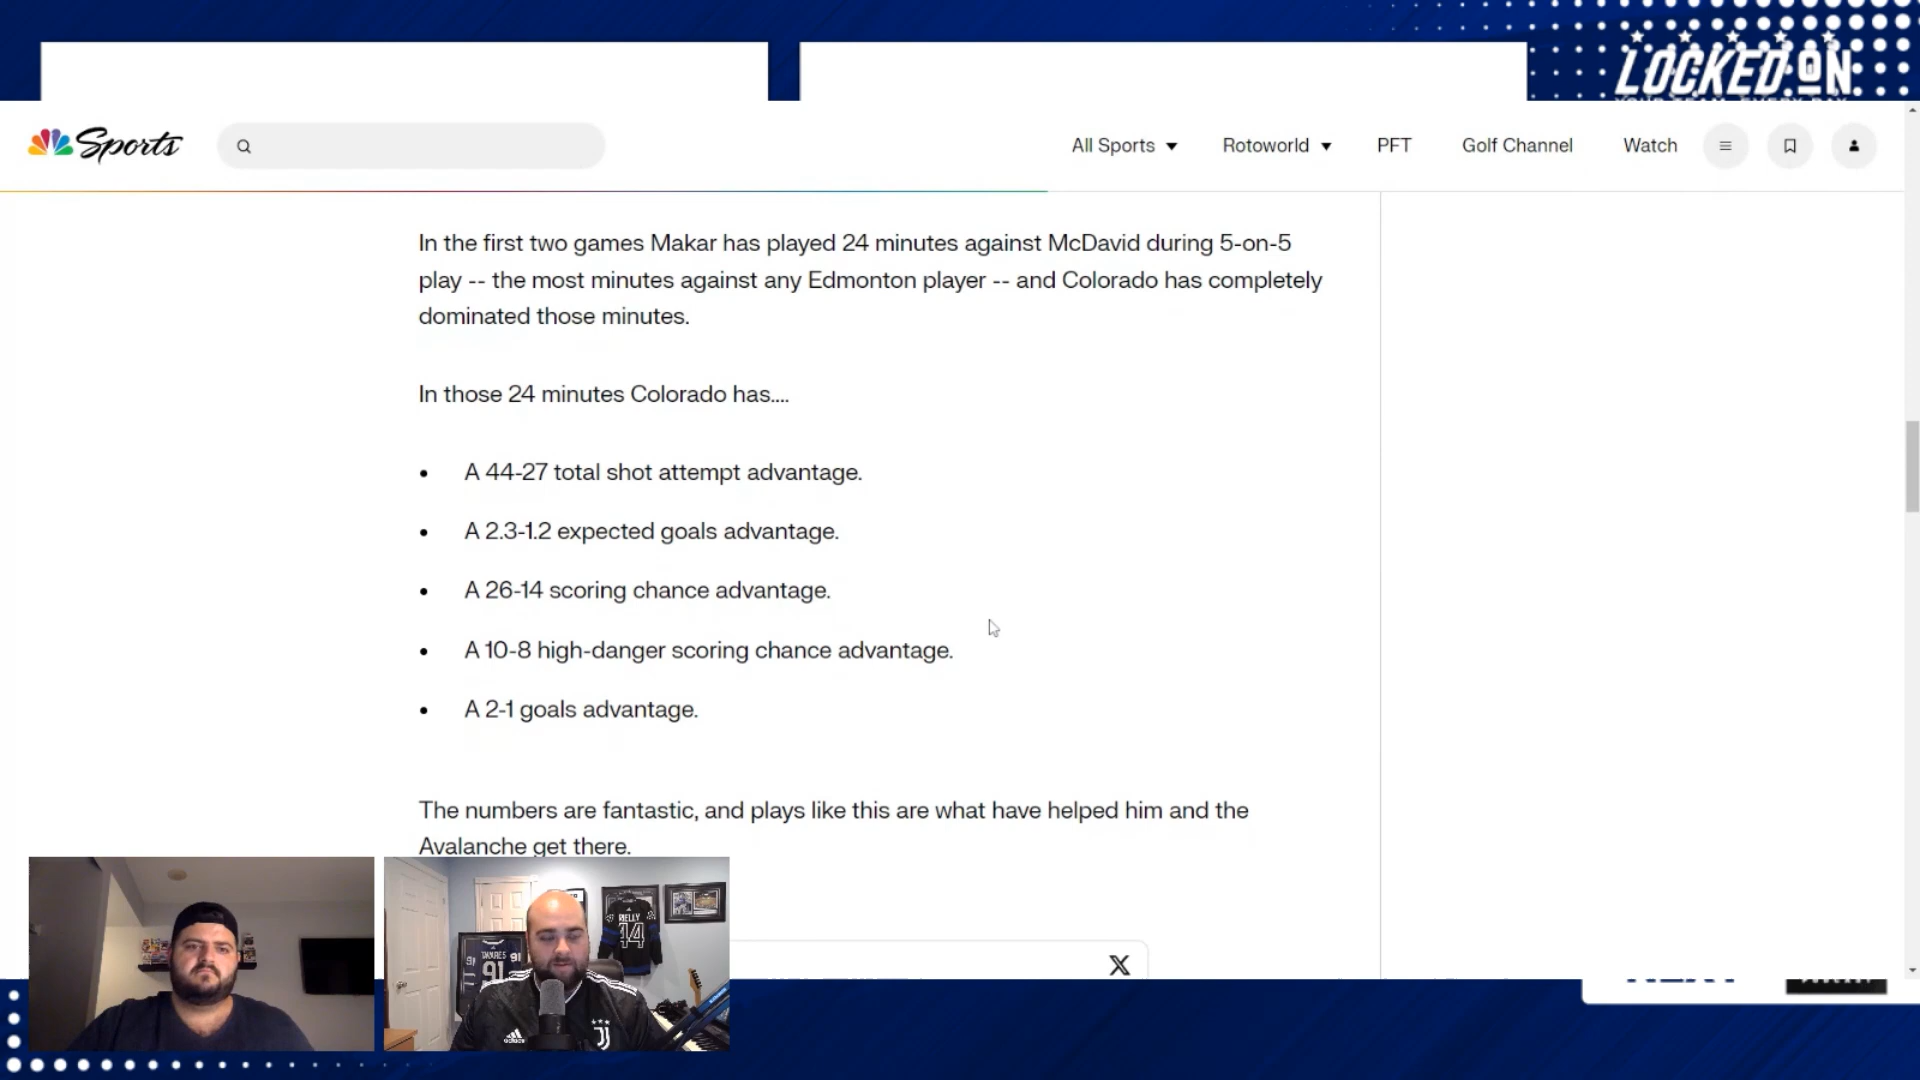 LOCKED ON
Sports
All Sports
Rotoworld
PFT
Golf Channel
Watch
In the first two games Makar has played 24 minutes against McDavid during 5-on-5
play -- the most minutes against any Edmonton player -- and Colorado has completely
dominated those minutes.
In those 24 minutes Colorado has....
• A 44-27 total shot attempt advantage.
• A 2.3-1.2 expected goals advantage.
• A 26-14 scoring chance advantage.
• A 10-8 high-danger scoring chance advantage.
• A 2-1 goals advantage.
The numbers are fantastic, and plays like this are what have helped him and the
Avalanche get there.
RIELLY
44
TAVARES
91
91
adidas